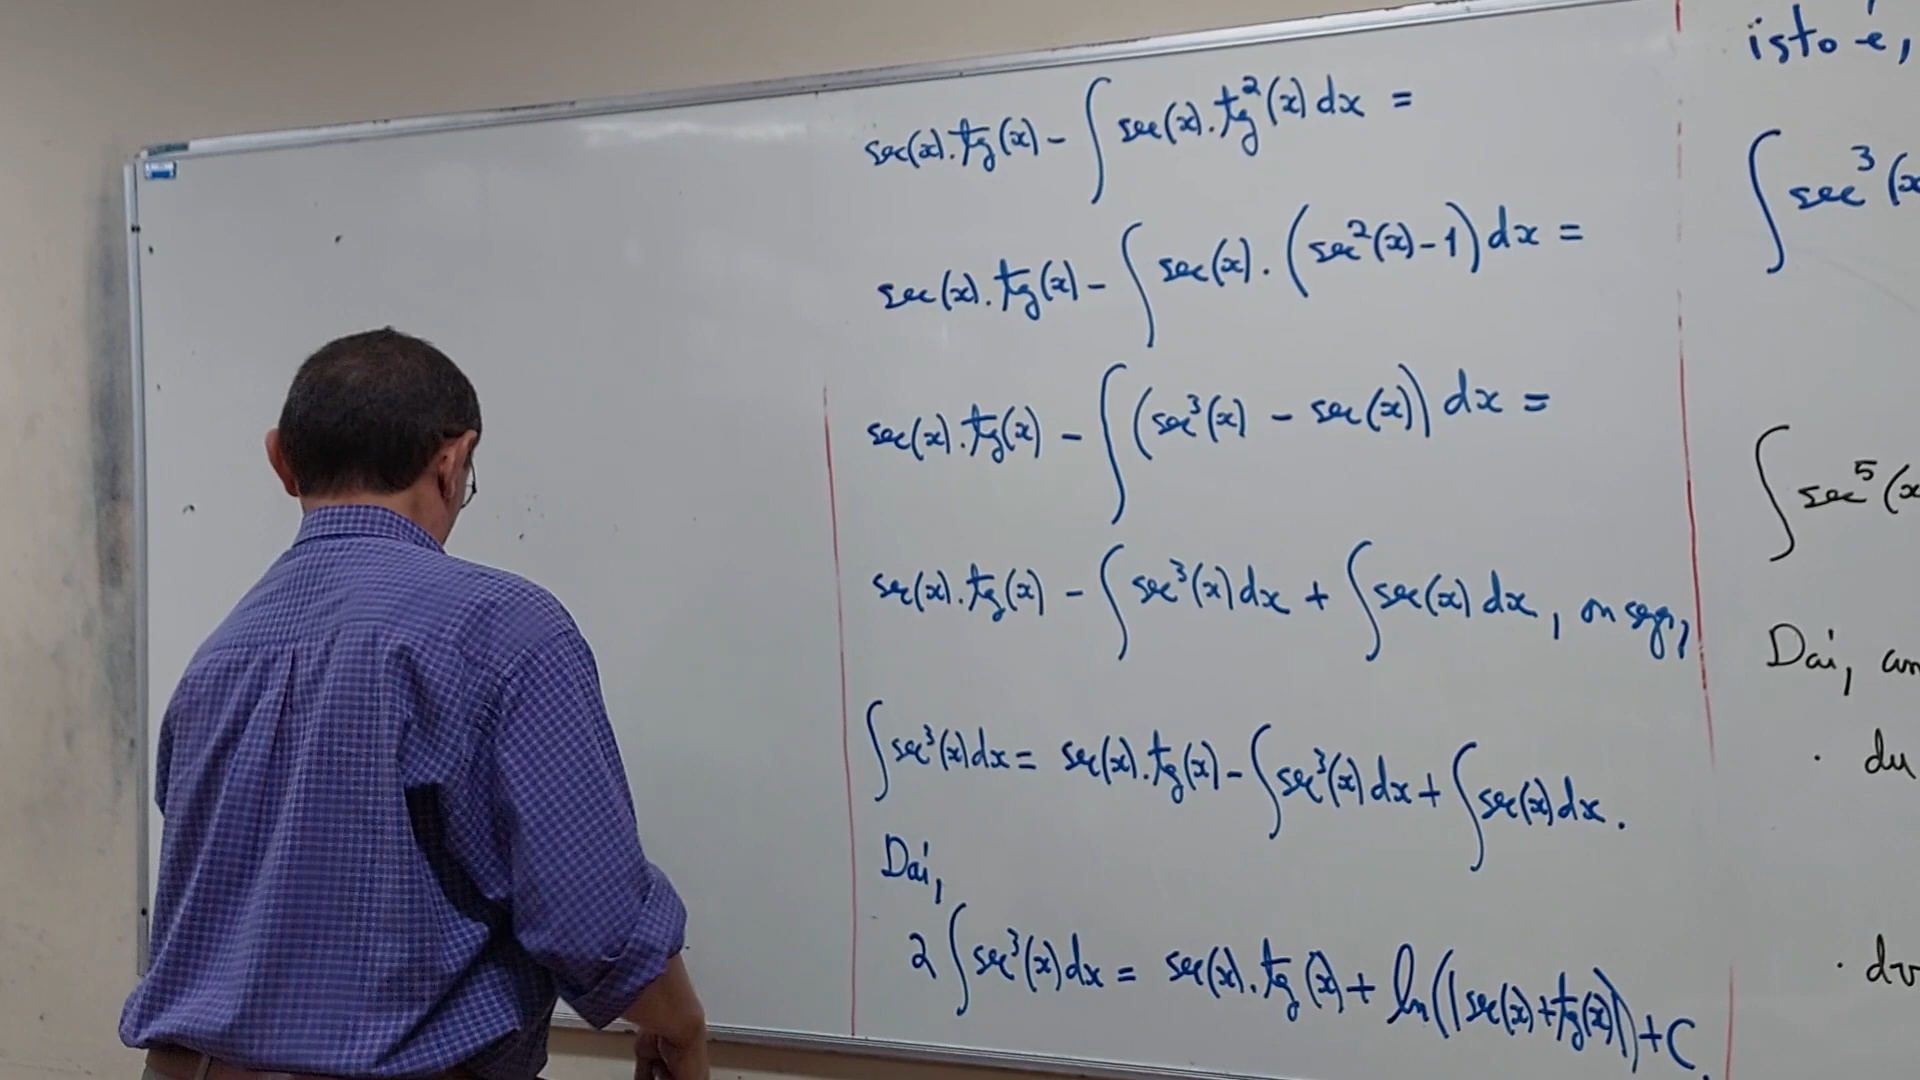 sec(x).tg(x) - ∫ sec(x).tg²(x) dx =
sec(x).tg(x) - ∫ sec(x).(sec²(x)-1) dx =
sec(x).tg(x) - ∫ (sec³(x) - sec(x)) dx =
sec(x).tg(x) - ∫ sec³(x) dx + ∫ sec(x) dx, ou seja,
∫ sec³(x) dx = sec(x).tg(x) - ∫ sec³(x) dx + ∫ sec(x) dx.
Daí,
2 ∫ sec³(x) dx = sec(x).tg(x) + ln(|sec(x)+tg(x)|) + C.
isto é,
∫ sec³(x
∫ sec⁵(x
Daí,
· du
· dv